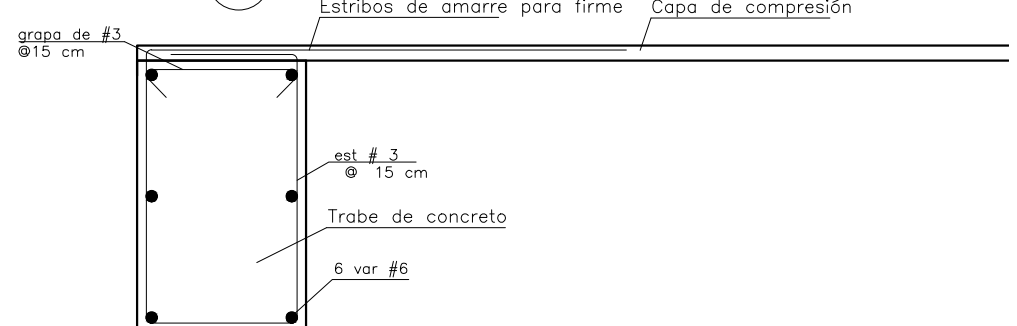 Estribos de amarre para firme
Capa de compresión
grapa de #3
@15 cm
est # 3
@ 15 cm
Trabe de concreto
6 var #6